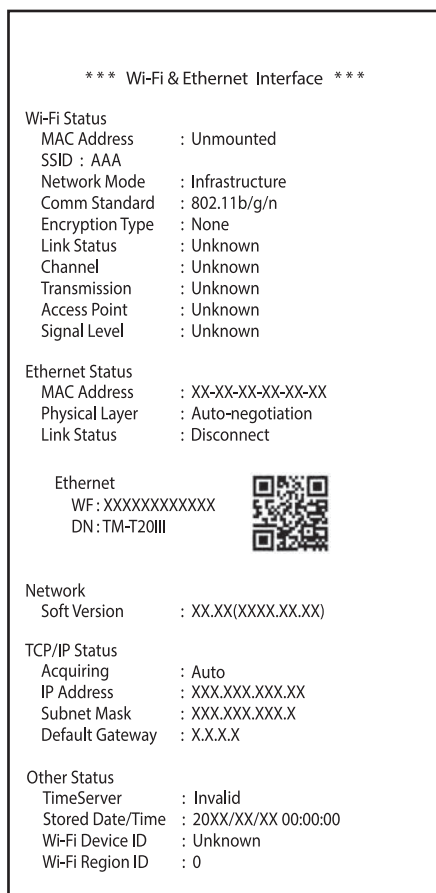 *** Wi-Fi & Ethernet Interface ***
Wi-Fi Status
MAC Address : Unmounted
SSID : AAA
Network Mode : Infrastructure
Comm Standard : 802.11b/g/n
Encryption Type : None
Link Status : Unknown
Channel : Unknown
Transmission : Unknown
Access Point : Unknown
Signal Level : Unknown
Ethernet Status
MAC Address : XX-XX-XX-XX-XX-XX
Physical Layer : Auto-negotiation
Link Status : Disconnect
Ethernet
WF : XXXXXXXXXXXX
DN : TM-T20III
Network
Soft Version : XX.XX(XXXX.XX.XX)
TCP/IP Status
Acquiring : Auto
IP Address : XXX.XXX.XXX.XX
Subnet Mask : XXX.XXX.XXX.X
Default Gateway : X.X.X.X
Other Status
TimeServer : Invalid
Stored Date/Time : 20XX/XX/XX 00:00:00
Wi-Fi Device ID : Unknown
Wi-Fi Region ID : 0